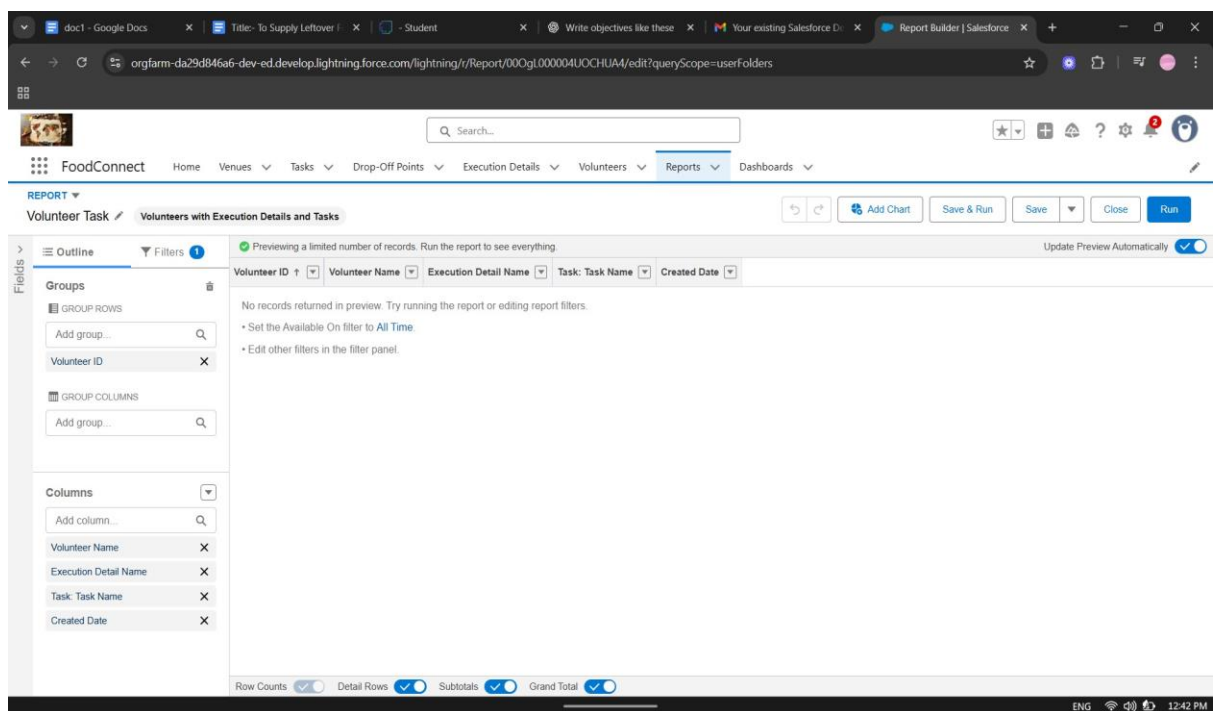 doc1 - Google Docs
Title:- To Supply Leftover F
- Student
Write objectives like these
Your existing Salesforce De
Report Builder | Salesforce
orgfarm-da29d846a6-dev-ed.develop.lightning.force.com/lightning/r/Report/00OgL000004UOCHUA4/edit?queryScope=userFolders
Search...
2
FoodConnect Home Venues Tasks Drop-Off Points Execution Details Volunteers Reports Dashboards
REPORT
Volunteer Task Volunteers with Execution Details and Tasks
Add Chart Save & Run Save Close Run
Fields
Outline Filters 1
Previewing a limited number of records. Run the report to see everything.
Update Preview Automatically
Volunteer ID Volunteer Name Execution Detail Name Task: Task Name Created Date
Groups
GROUP ROWS
Add group...
Volunteer ID
GROUP COLUMNS
Add group...
No records returned in preview. Try running the report or editing report filters.
• Set the Available On filter to All Time.
• Edit other filters in the filter panel.
Columns
Add column...
Volunteer Name
Execution Detail Name
Task: Task Name
Created Date
Row Counts Detail Rows Subtotals Grand Total
ENG 12:42 PM